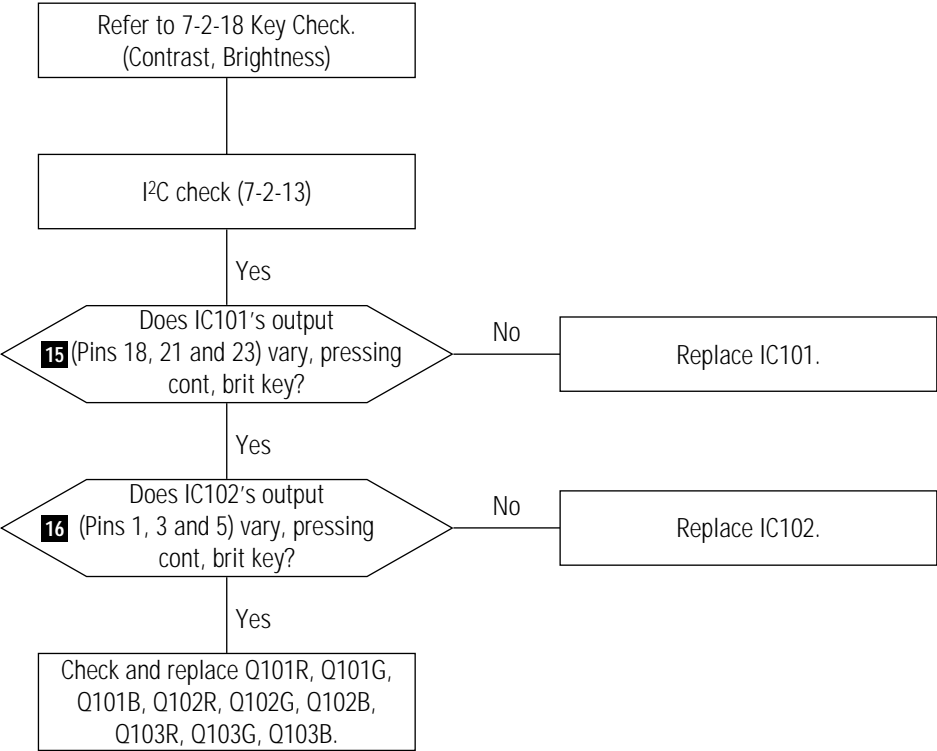 Refer to 7-2-18 Key Check.
(Contrast, Brightness)
I²C check (7-2-13)
Yes
Does IC101's output
15 (Pins 18, 21 and 23) vary, pressing
cont, brit key?
No
Replace IC101.
Yes
Does IC102's output
16 (Pins 1, 3 and 5) vary, pressing
cont, brit key?
No
Replace IC102.
Yes
Check and replace Q101R, Q101G,
Q101B, Q102R, Q102G, Q102B,
Q103R, Q103G, Q103B.